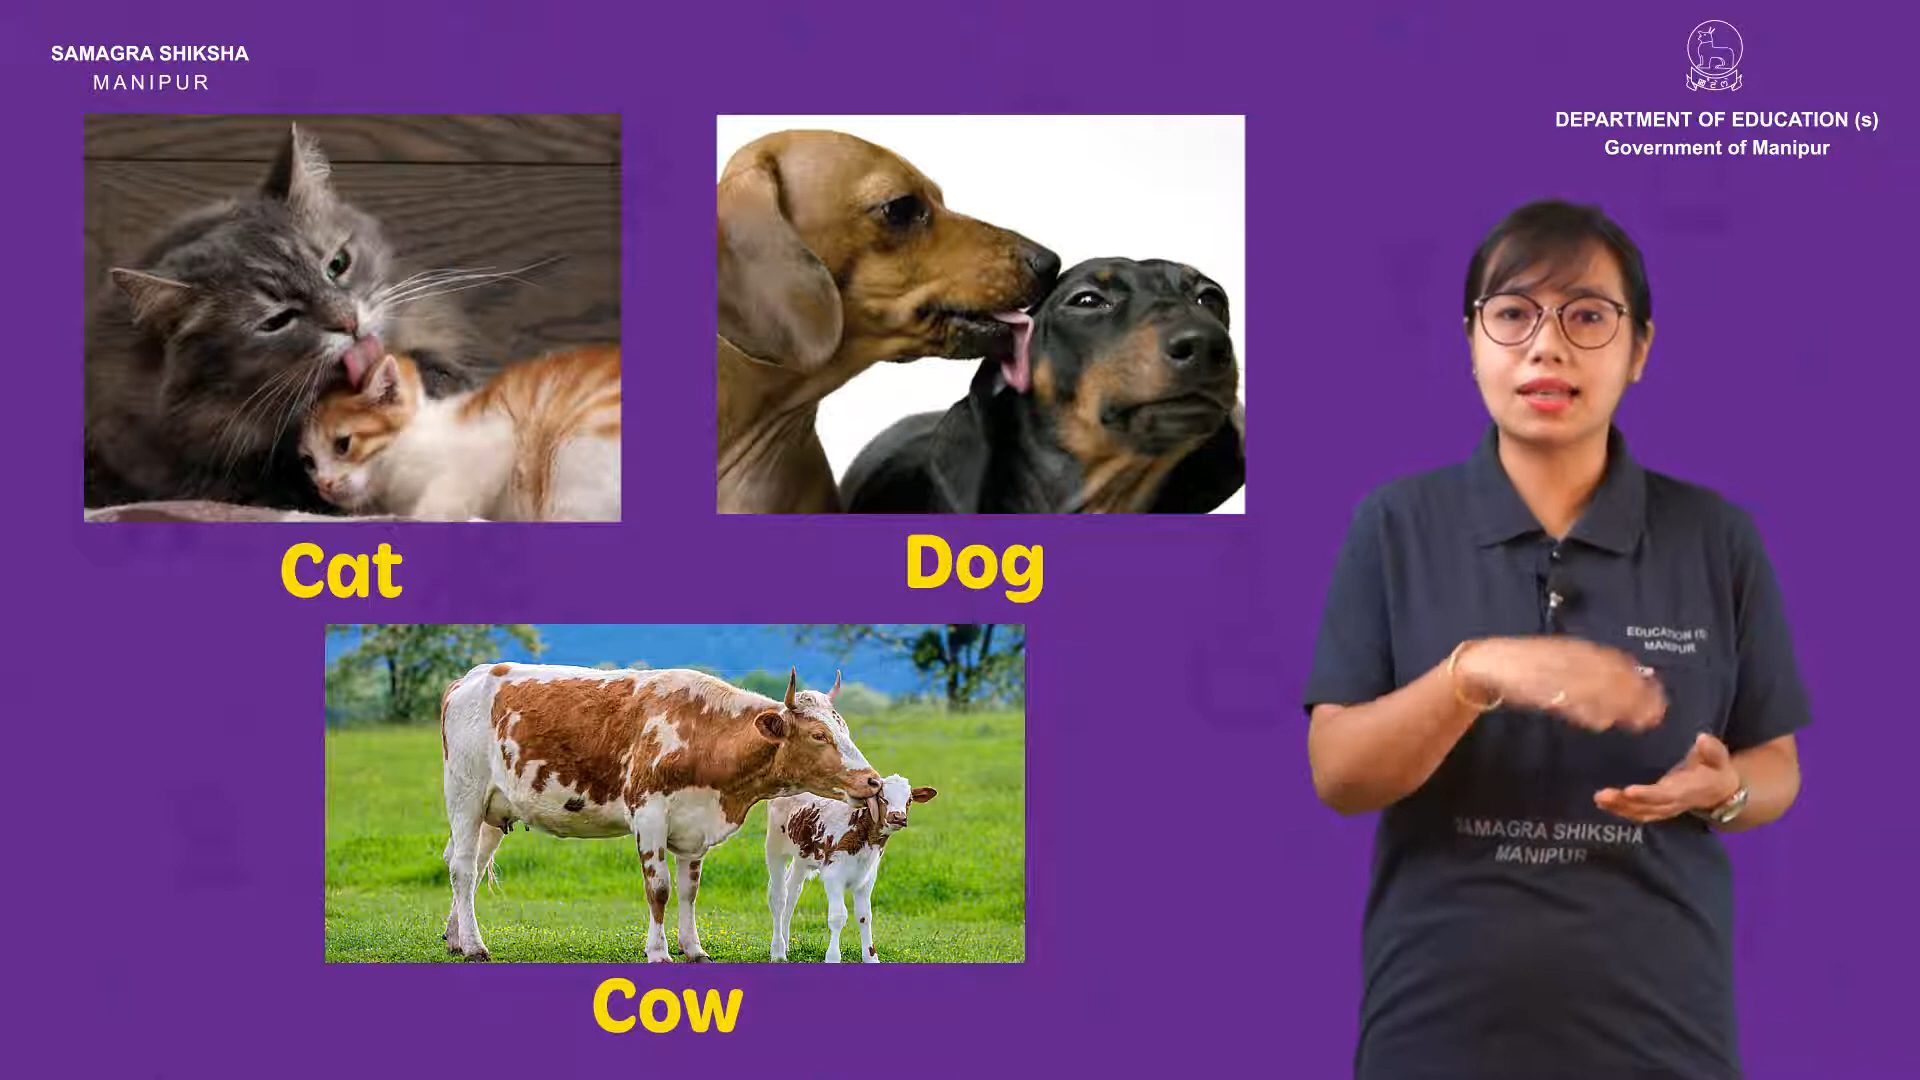 SAMAGRA SHIKSHA
MANIPUR
DEPARTMENT OF EDUCATION (s)
Government of Manipur
Cat
Dog
Cow
EDUCATION (S)
MANIPUR
SAMAGRA SHIKSHA
MANIPUR